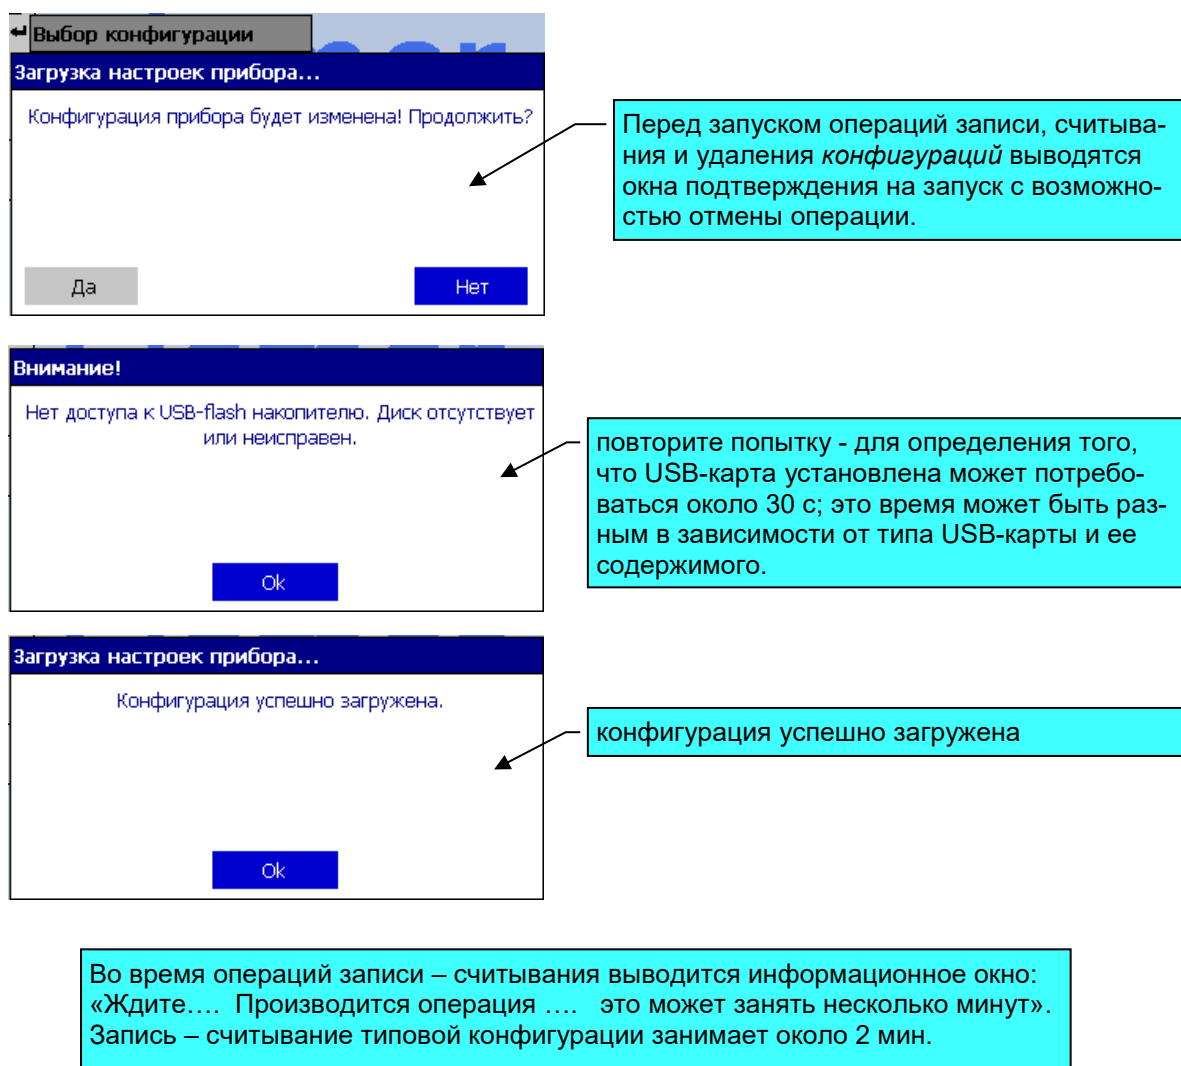 Выбор конфигурации
Загрузка настроек прибора...
Конфигурация прибора будет изменена! Продолжить?
Да
Нет
Перед запуском операций записи, считыва-
ния и удаления конфигураций выводятся
окна подтверждения на запуск с возможно-
стью отмены операции.
Внимание!
Нет доступа к USB-flash накопителю. Диск отсутствует
или неисправен.
Ok
повторите попытку - для определения того,
что USB-карта установлена может потребо-
ваться около 30 с; это время может быть раз-
ным в зависимости от типа USB-карты и ее
содержимого.
Загрузка настроек прибора...
Конфигурация успешно загружена.
Ok
конфигурация успешно загружена
Во время операций записи – считывания выводится информационное окно:
«Ждите.... Производится операция .... это может занять несколько минут».
Запись – считывание типовой конфигурации занимает около 2 мин.